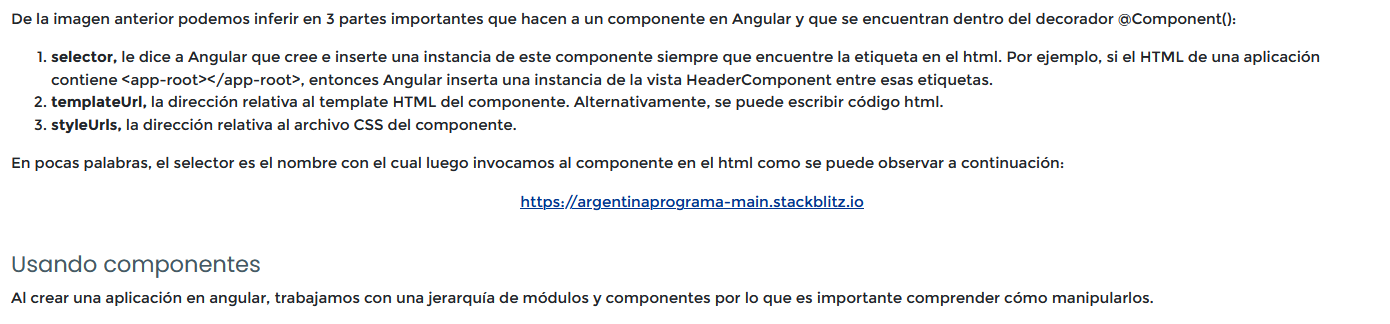 De la imagen anterior podemos inferir en 3 partes importantes que hacen a un componente en Angular y que se encuentran dentro del decorador @Component():
1. selector, le dice a Angular que cree e inserte una instancia de este componente siempre que encuentre la etiqueta en el html. Por ejemplo, si el HTML de una aplicación
contiene <app-root></app-root>, entonces Angular inserta una instancia de la vista HeaderComponent entre esas etiquetas.
2. templateUrl, la dirección relativa al template HTML del componente. Alternativamente, se puede escribir código html.
3. styleUrls, la dirección relativa al archivo CSS del componente.
En pocas palabras, el selector es el nombre con el cual luego invocamos al componente en el html como se puede observar a continuación:
https://argentinaprograma-main.stackblitz.io
Usando componentes
Al crear una aplicación en angular, trabajamos con una jerarquía de módulos y componentes por lo que es importante comprender cómo manipularlos.